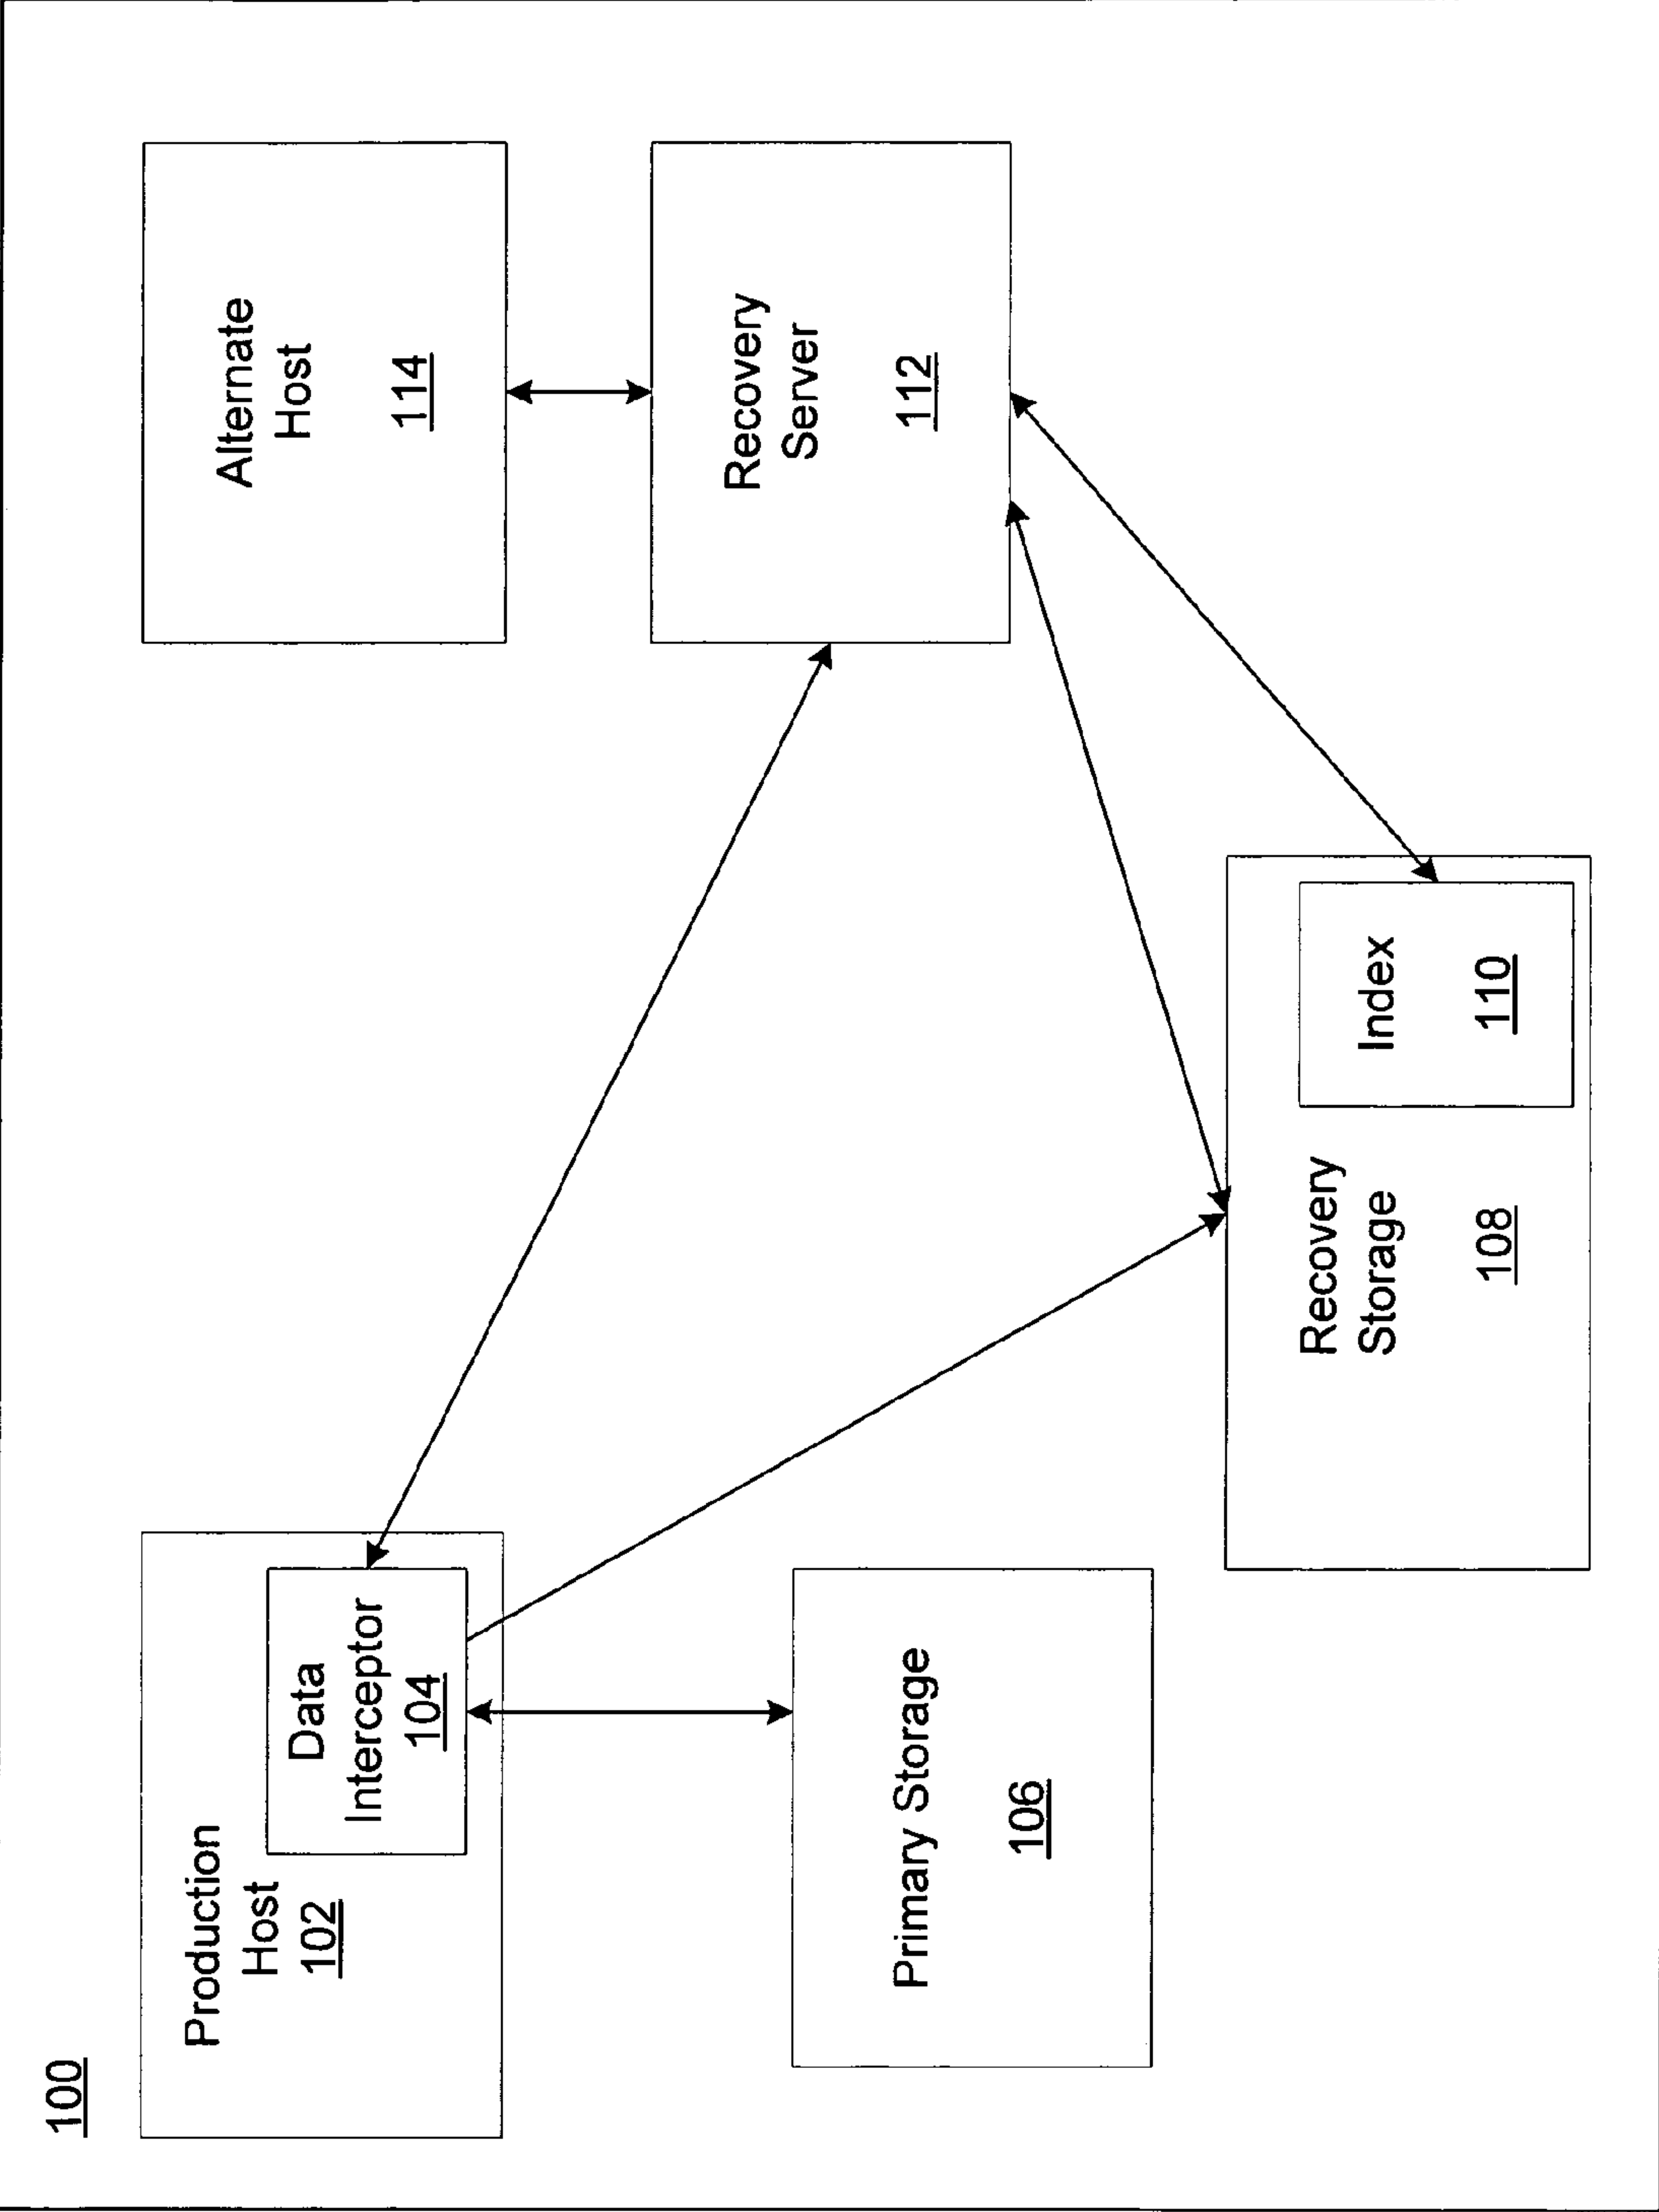 100
Production
Host
102
Data
Interceptor
104
Primary Storage
106
Recovery
Storage
108
Index
110
Alternate
Host
114
Recovery
Server
112